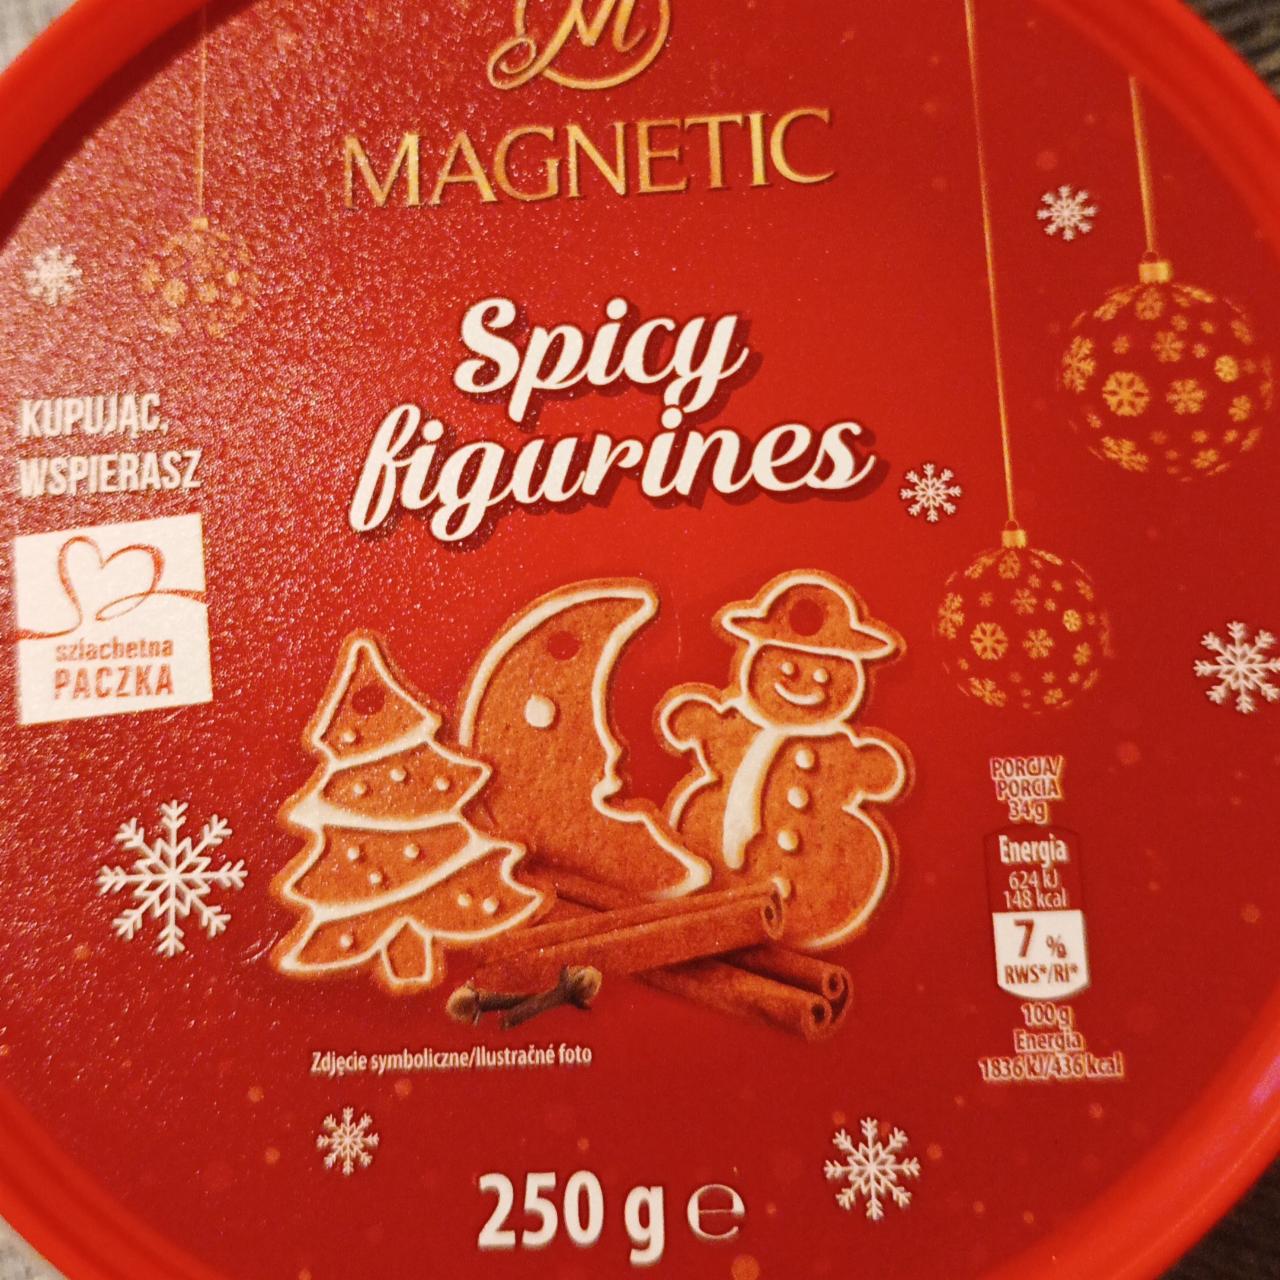 M
MAGNETIC
Spicy
figurines
KUPUJĄC,
WSPIERASZ
szlachetna
PACZKA
PORCJA/
PORCIA
34 g
Energia
624 kJ
148 kcal
7 %
RWS*/RI*
100 g
Energia
1836 kJ/436 kcal
Zdjęcie symboliczne/Ilustračné foto
250 g ℮